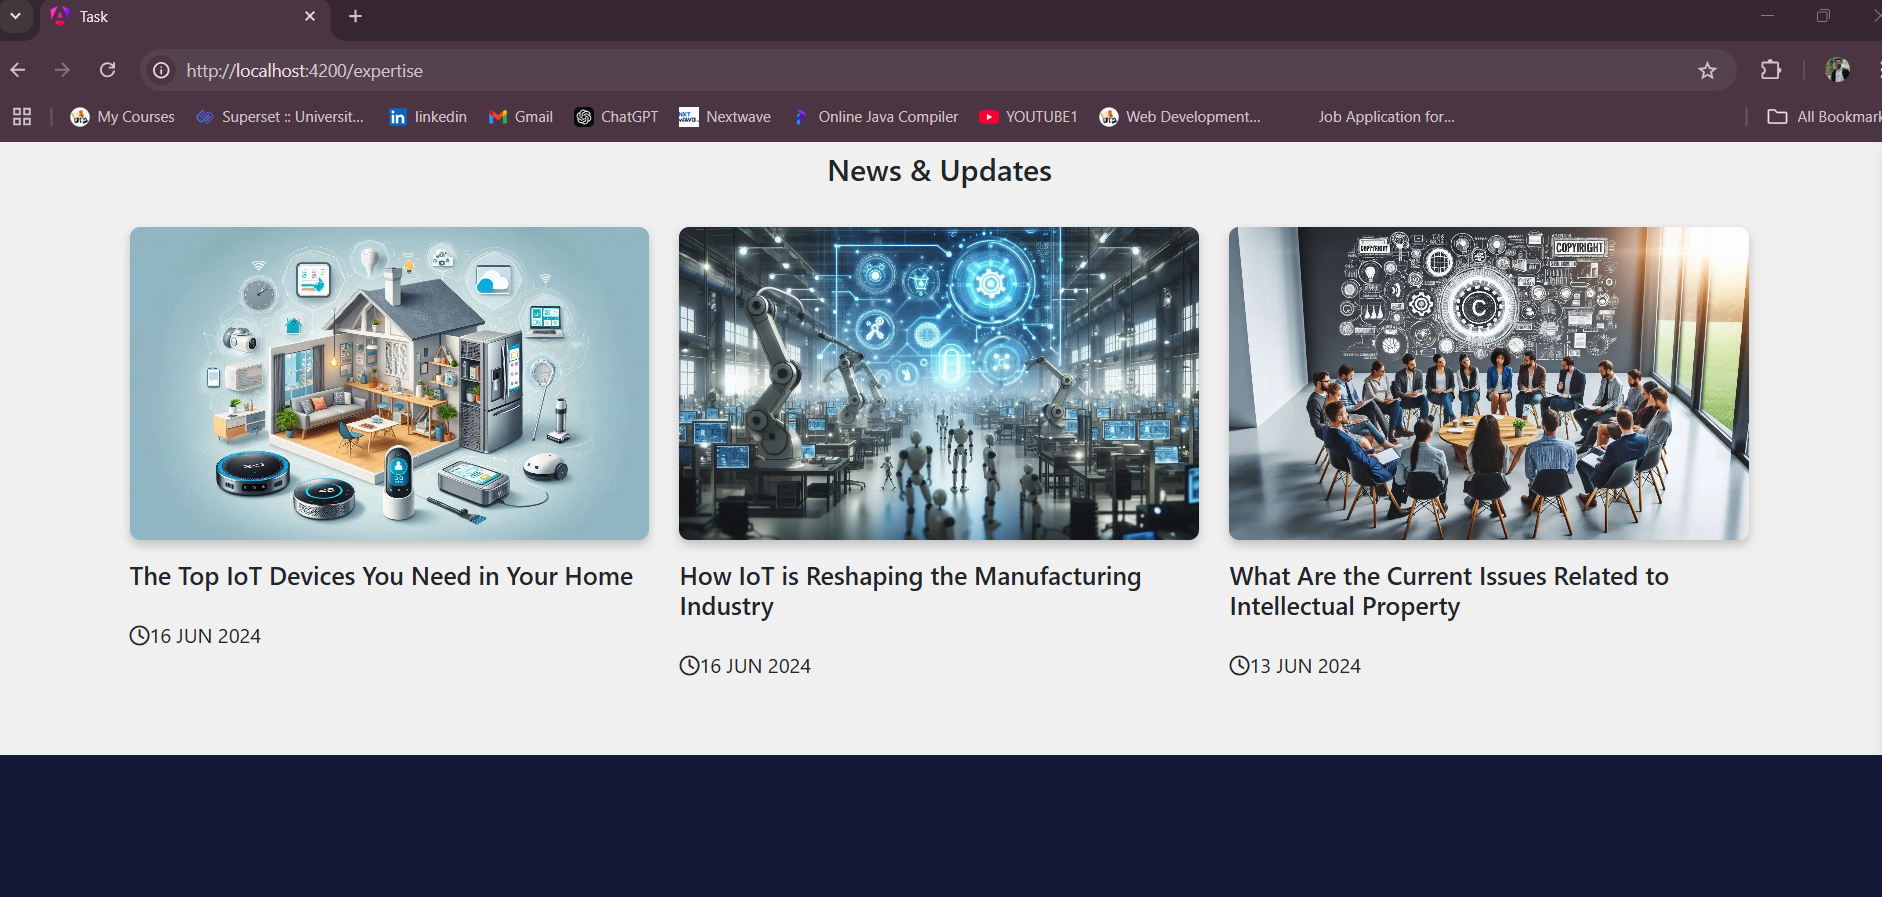 Task
http://localhost:4200/expertise
My Courses
Superset :: Universit...
linkedin
Gmail
ChatGPT
Nextwave
Online Java Compiler
YOUTUBE1
Web Development...
Job Application for...
All Bookmark
News & Updates
COPYRIGHT
COPYRIGHT
C
The Top IoT Devices You Need in Your Home
16 JUN 2024
How IoT is Reshaping the Manufacturing
Industry
16 JUN 2024
What Are the Current Issues Related to
Intellectual Property
13 JUN 2024